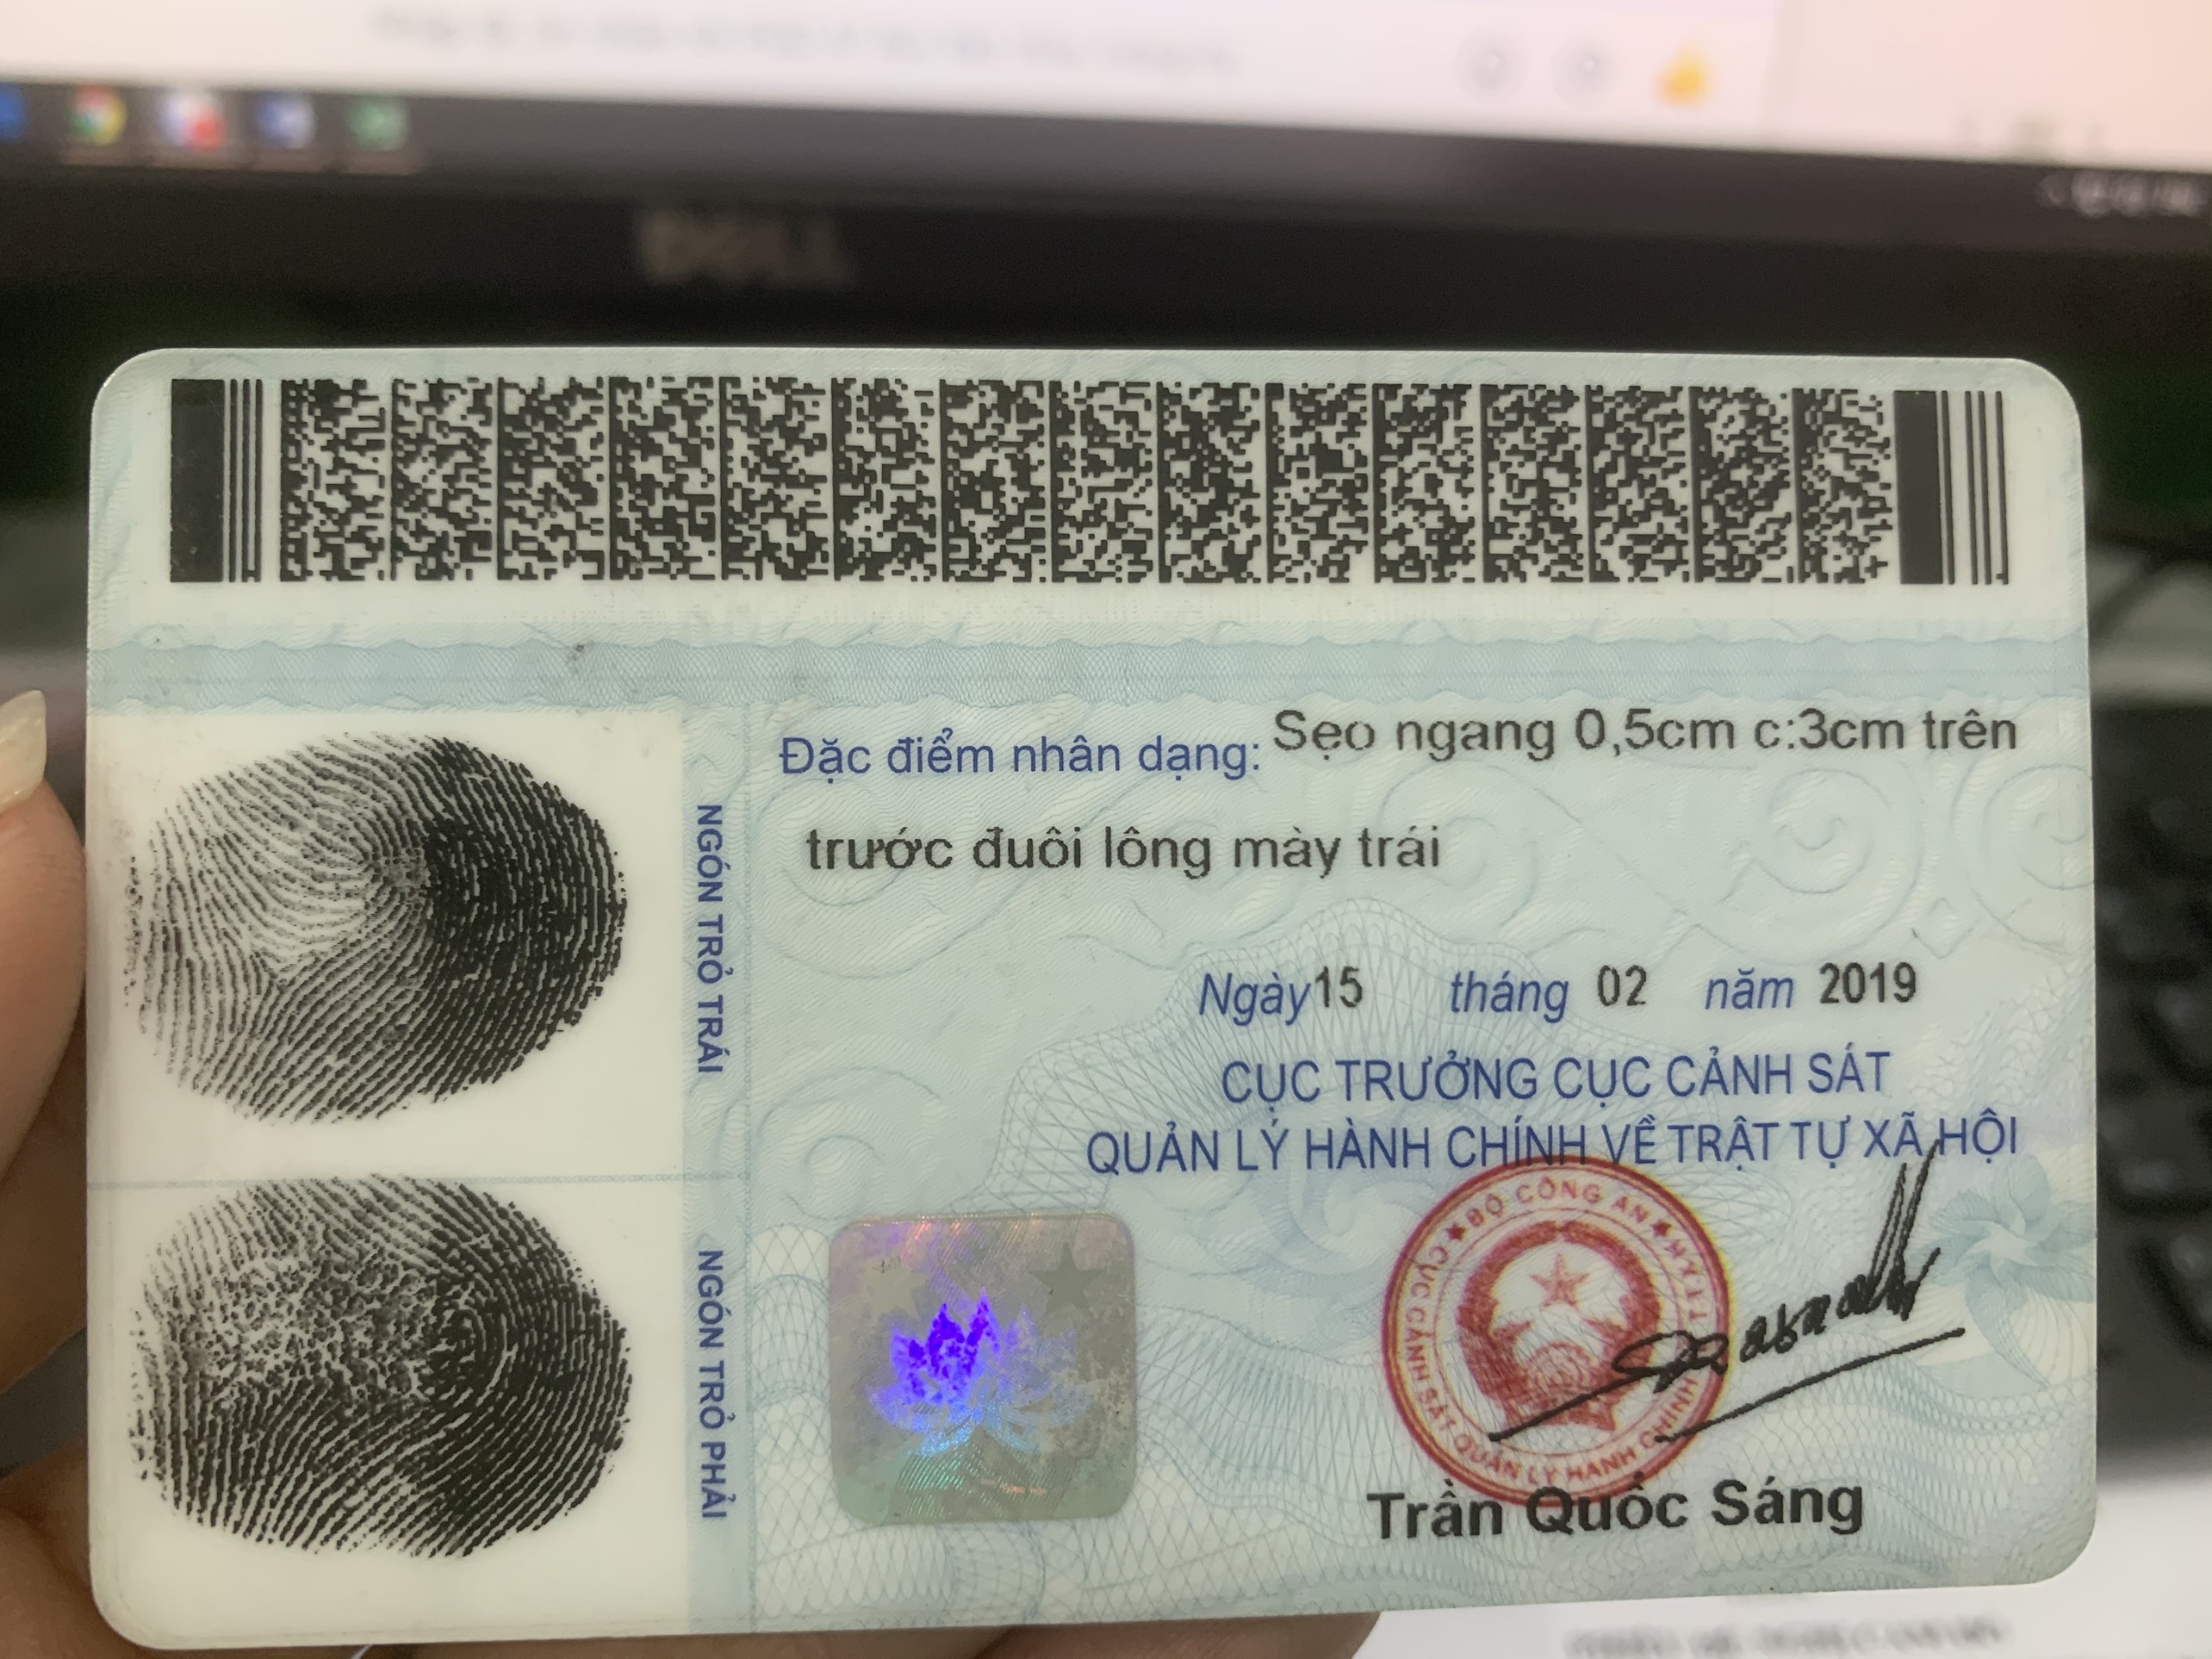 DELL
Đặc điểm nhân dạng: Sẹo ngang 0,5cm c:3cm trên
trước đuôi lông mày trái
NGÓN TRỎ TRÁI
Ngày 15 tháng 02 năm 2019
CỤC TRƯỞNG CỤC CẢNH SÁT
QUẢN LÝ HÀNH CHÍNH VỀ TRẬT TỰ XÃ HỘI
NGÓN TRỎ PHẢI
BỘ CÔNG AN
CỤC CẢNH SÁT QUẢN LÝ HÀNH CHÍNH
Trần Quốc Sáng